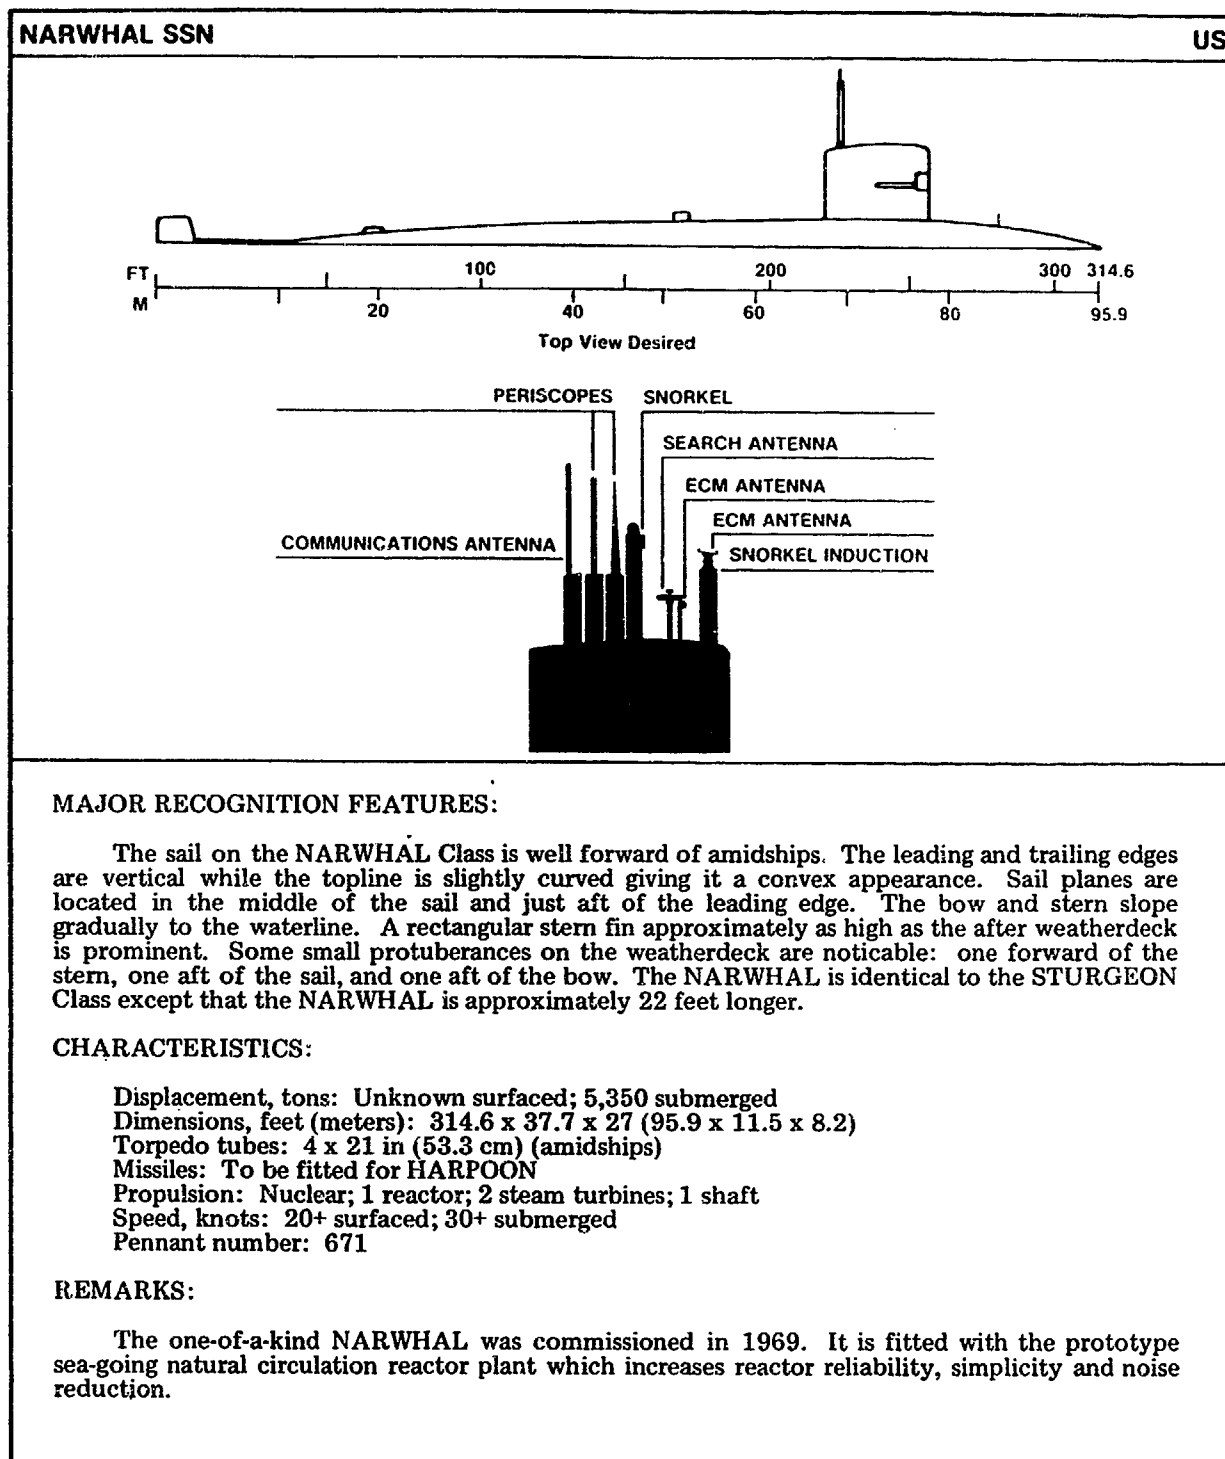 NARWHAL SSN US
FT 100 200 300 314.6
M 20 40 60 80 95.9
Top View Desired
PERISCOPES SNORKEL
SEARCH ANTENNA
ECM ANTENNA
ECM ANTENNA
COMMUNICATIONS ANTENNA SNORKEL INDUCTION
MAJOR RECOGNITION FEATURES:
The sail on the NARWHAL Class is well forward of amidships. The leading and trailing edges
are vertical while the topline is slightly curved giving it a convex appearance. Sail planes are
located in the middle of the sail and just aft of the leading edge. The bow and stern slope
gradually to the waterline. A rectangular stern fin approximately as high as the after weatherdeck
is prominent. Some small protuberances on the weatherdeck are noticable: one forward of the
stern, one aft of the sail, and one aft of the bow. The NARWHAL is identical to the STURGEON
Class except that the NARWHAL is approximately 22 feet longer.
CHARACTERISTICS:
Displacement, tons: Unknown surfaced; 5,350 submerged
Dimensions, feet (meters): 314.6 x 37.7 x 27 (95.9 x 11.5 x 8.2)
Torpedo tubes: 4 x 21 in (53.3 cm) (amidships)
Missiles: To be fitted for HARPOON
Propulsion: Nuclear; 1 reactor; 2 steam turbines; 1 shaft
Speed, knots: 20+ surfaced; 30+ submerged
Pennant number: 671
REMARKS:
The one-of-a-kind NARWHAL was commissioned in 1969. It is fitted with the prototype
sea-going natural circulation reactor plant which increases reactor reliability, simplicity and noise
reduction.